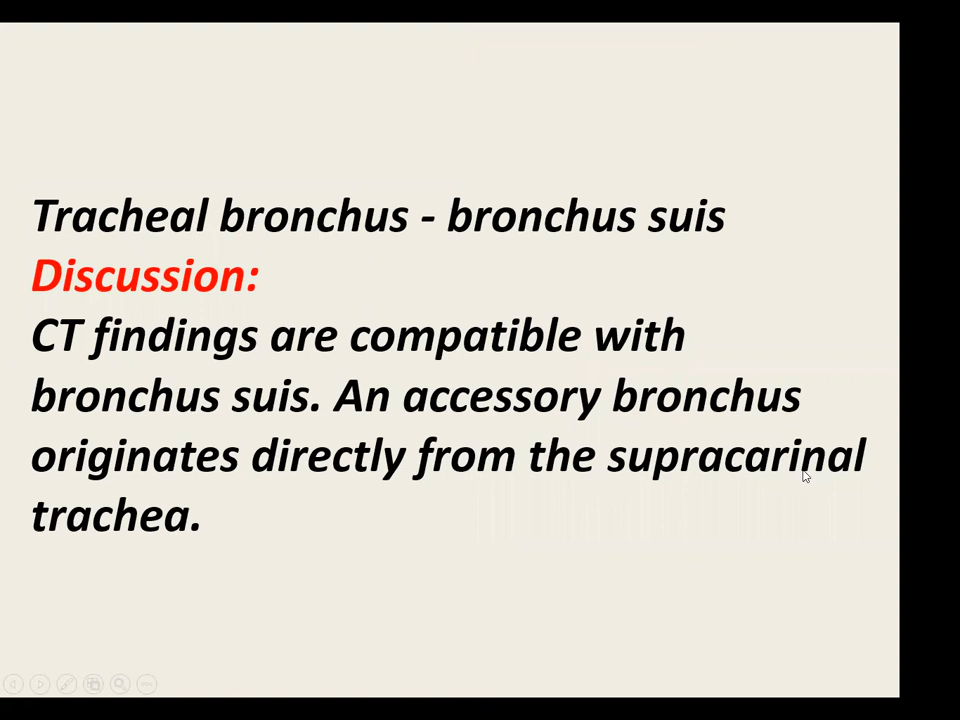 Tracheal bronchus - bronchus suis
Discussion:
CT findings are compatible with
bronchus suis. An accessory bronchus
originates directly from the supracarinal
trachea.